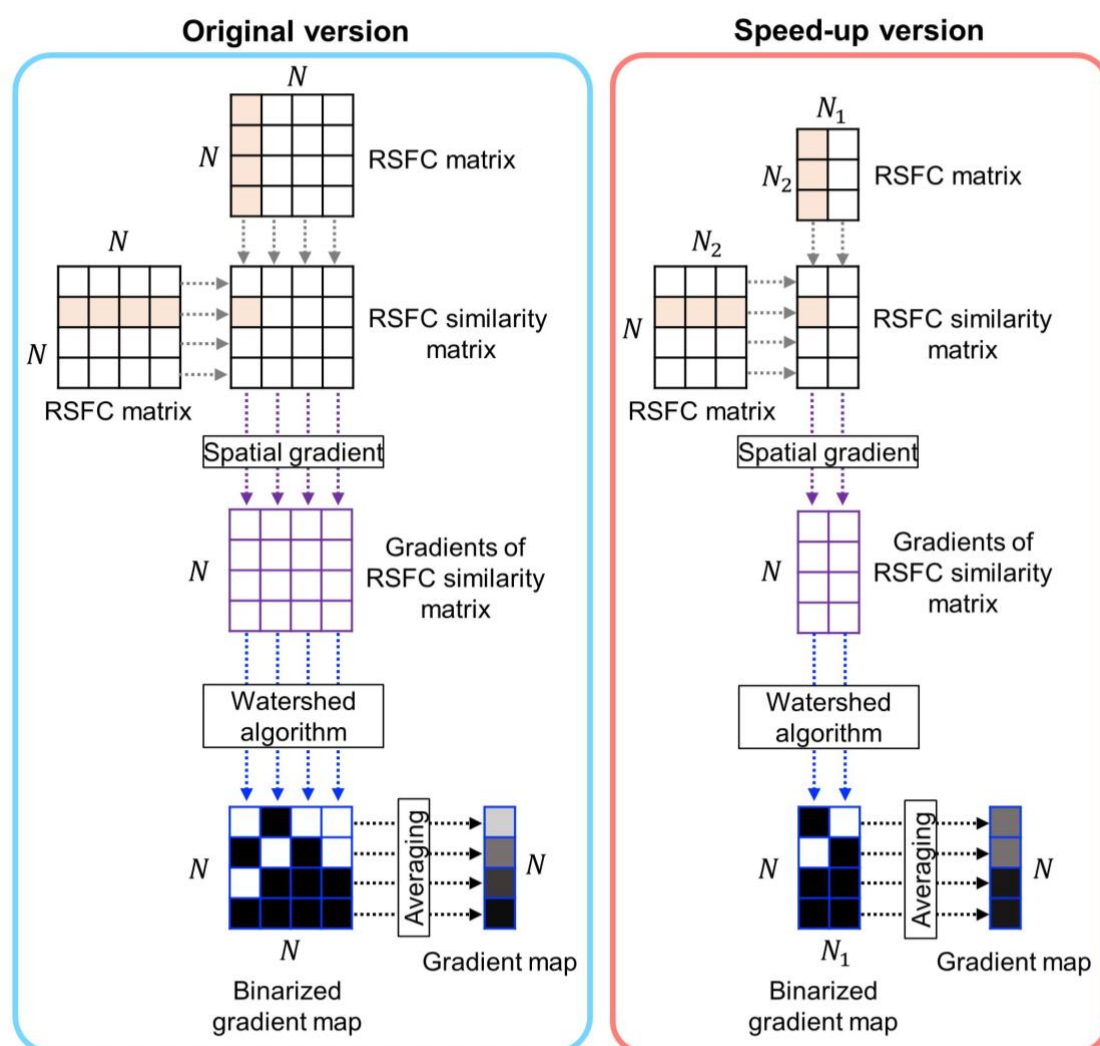 Original version
N
N
RSFC matrix
N
N
RSFC similarity
matrix
RSFC matrix
Spatial gradient
N
Gradients of
RSFC similarity
matrix
Watershed
algorithm
N
Averaging
N
N
Gradient map
Binarized
gradient map
Speed-up version
N₁
N₂
RSFC matrix
N₂
N
RSFC similarity
matrix
RSFC matrix
Spatial gradient
N
Gradients of
RSFC similarity
matrix
Watershed
algorithm
N
Averaging
N
N₁
Gradient map
Binarized
gradient map